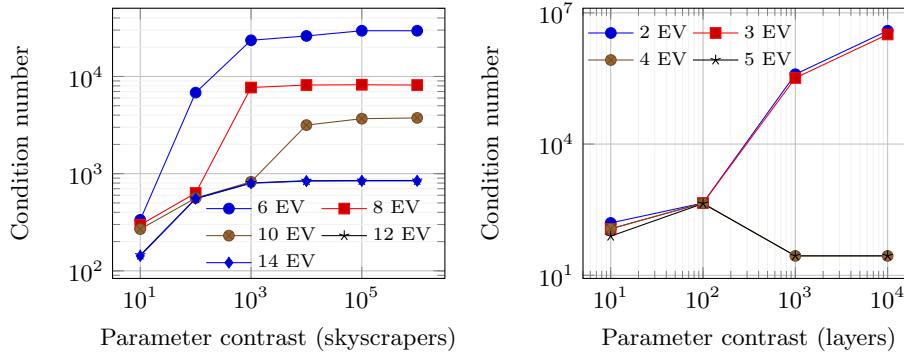 10^4
10^3
10^2
Condition number
6 EV
8 EV
10 EV
12 EV
14 EV
10^1
10^3
10^5
Parameter contrast (skyscrapers)
10^7
10^4
10^1
Condition number
2 EV
3 EV
4 EV
5 EV
10^1
10^2
10^3
10^4
Parameter contrast (layers)